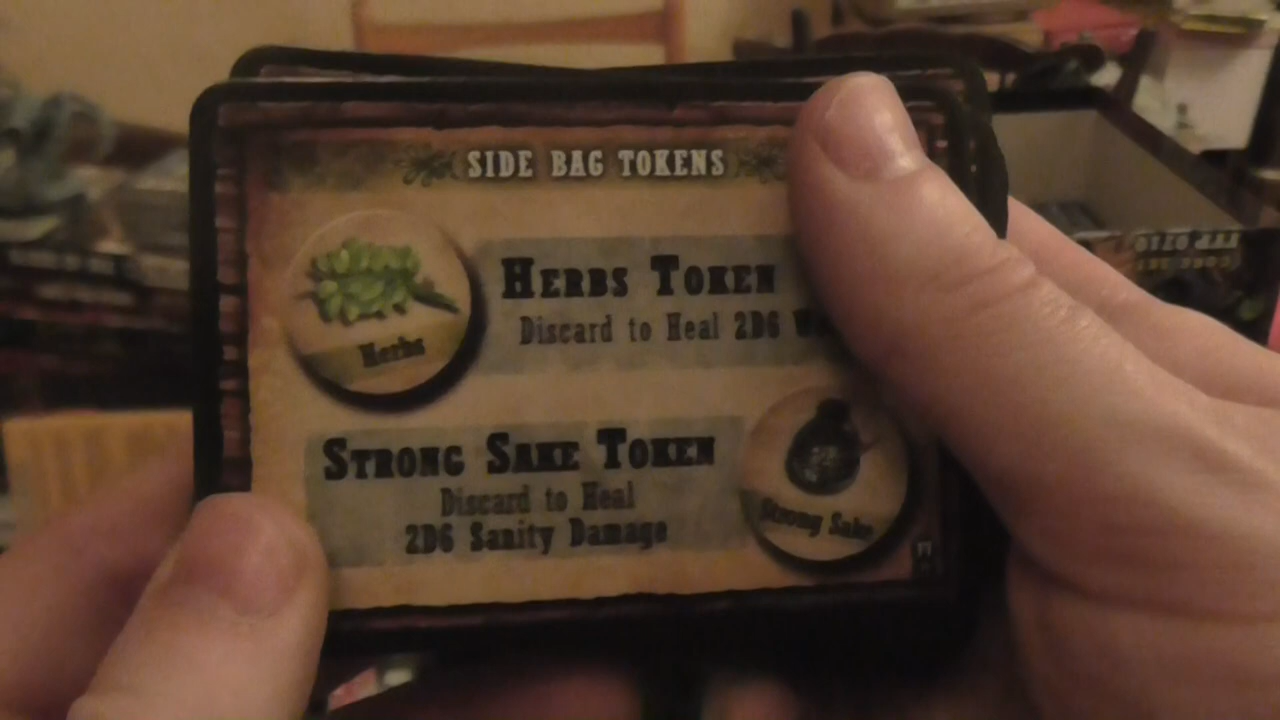 SIDE BAG TOKENS
HERBS TOKEN
Discard to Heal 2D6
Herbs
STRONG SAKE TOKEN
Discard to Heal
2D6 Sanity Damage
Strong Sake